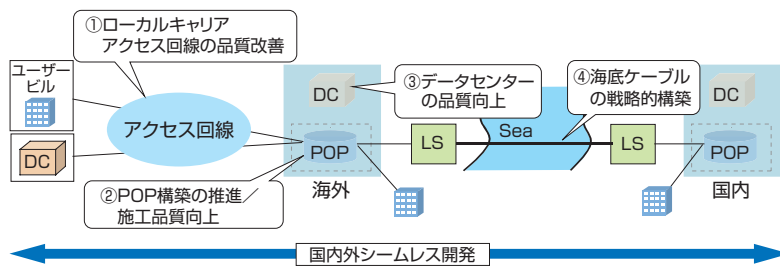 ①ローカルキャリア
アクセス回線の品質改善
ユーザー
ビル
DC
アクセス回線
②POP構築の推進／
施工品質向上
DC
POP
海外
③データセンター
の品質向上
LS
Sea
④海底ケーブル
の戦略的構築
LS
DC
POP
国内
国内外シームレス開発